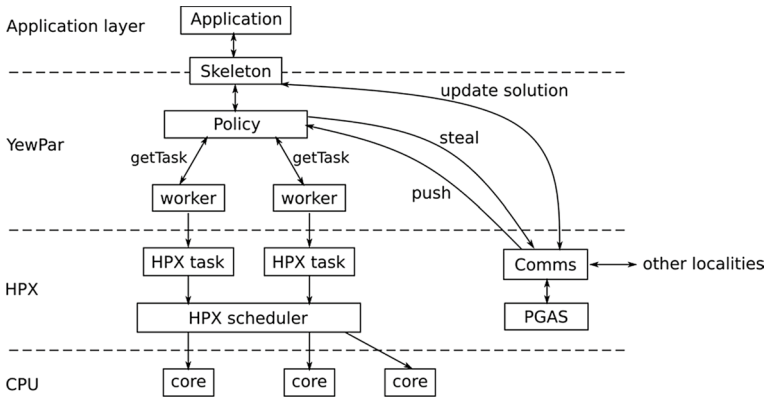 Application layer
Application
Skeleton
update solution
Policy
steal
YewPar
getTask
getTask
push
worker
worker
HPX task
HPX task
Comms
other localities
HPX
HPX scheduler
PGAS
CPU
core
core
core